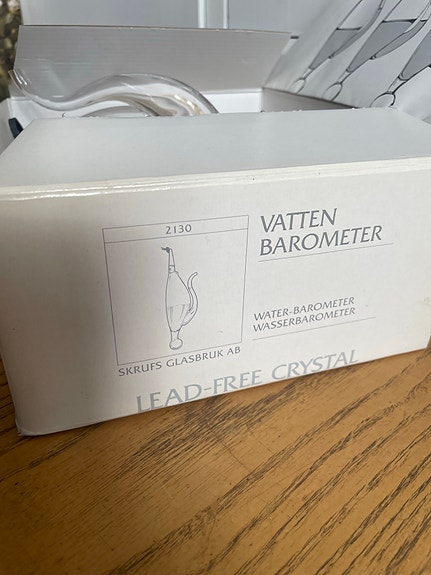 2130
SKRUFS GLASBRUK AB
VATTEN
BAROMETER
WATER-BAROMETER
WASSERBAROMETER
LEAD-FREE CRYSTAL